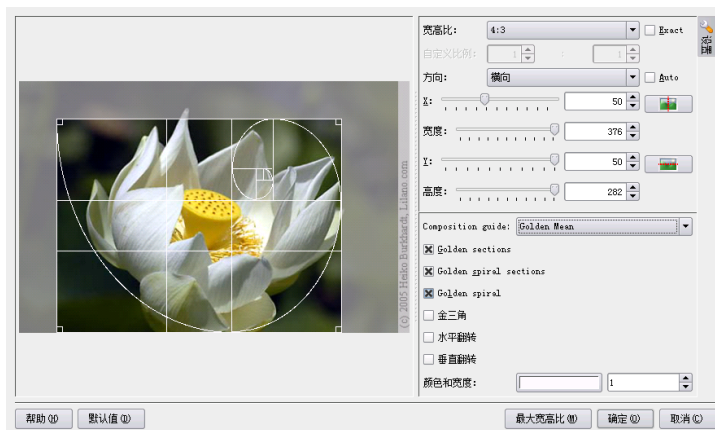 宽高比: 4:3 Exact
自定义比例: 1 : 1
方向: 横向 Auto
X: 50
宽度: 376
Y: 50
高度: 282
设置
Composition guide: Golden Mean
Golden sections
Golden spiral sections
Golden spiral
金三角
水平翻转
垂直翻转
颜色和宽度: 1
(c) 2005 Heiko Burkhardt, Lilano.com
帮助(H) 默认值(D) 最大宽高比(M) 确定(O) 取消(C)